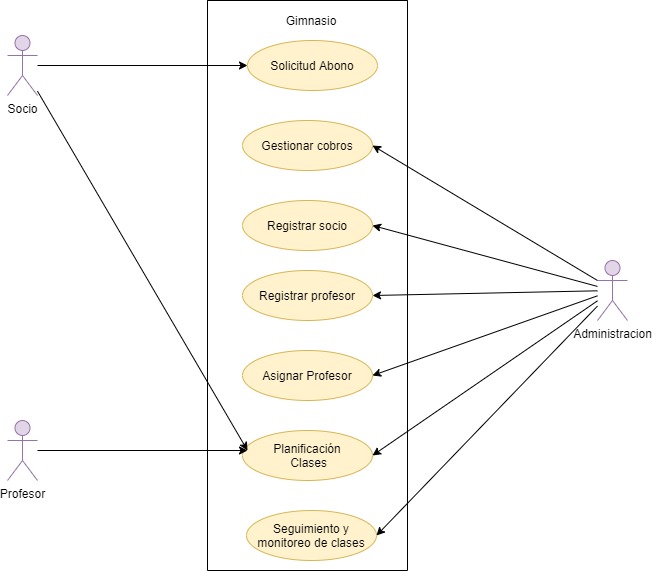 Gimnasio
Solicitud Abono
Socio
Gestionar cobros
Registrar socio
Registrar profesor
Administracion
Asignar Profesor
Planificación
Clases
Profesor
Seguimiento y
monitoreo de clases